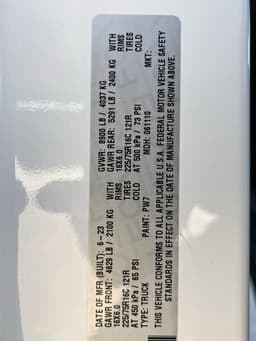 DATE OF MFR (BUILT): 6-23 GVWR: 8900 LB / 4037 KG
GAWR FRONT: 4629 LB / 2100 KG WITH GAWR REAR: 5291 LB / 2400 KG WITH
16X6.0 RIMS 16X6.0 RIMS
225/75R16C 121R TIRES 225/75R16C 121R TIRES
AT 450 kPa / 65 PSI COLD AT 500 kPa / 73 PSI COLD
TYPE: TRUCK PAINT: PW7 MDH: 061110 MKT:
THIS VEHICLE CONFORMS TO ALL APPLICABLE U.S.A. FEDERAL MOTOR VEHICLE SAFETY
STANDARDS IN EFFECT ON THE DATE OF MANUFACTURE SHOWN ABOVE.